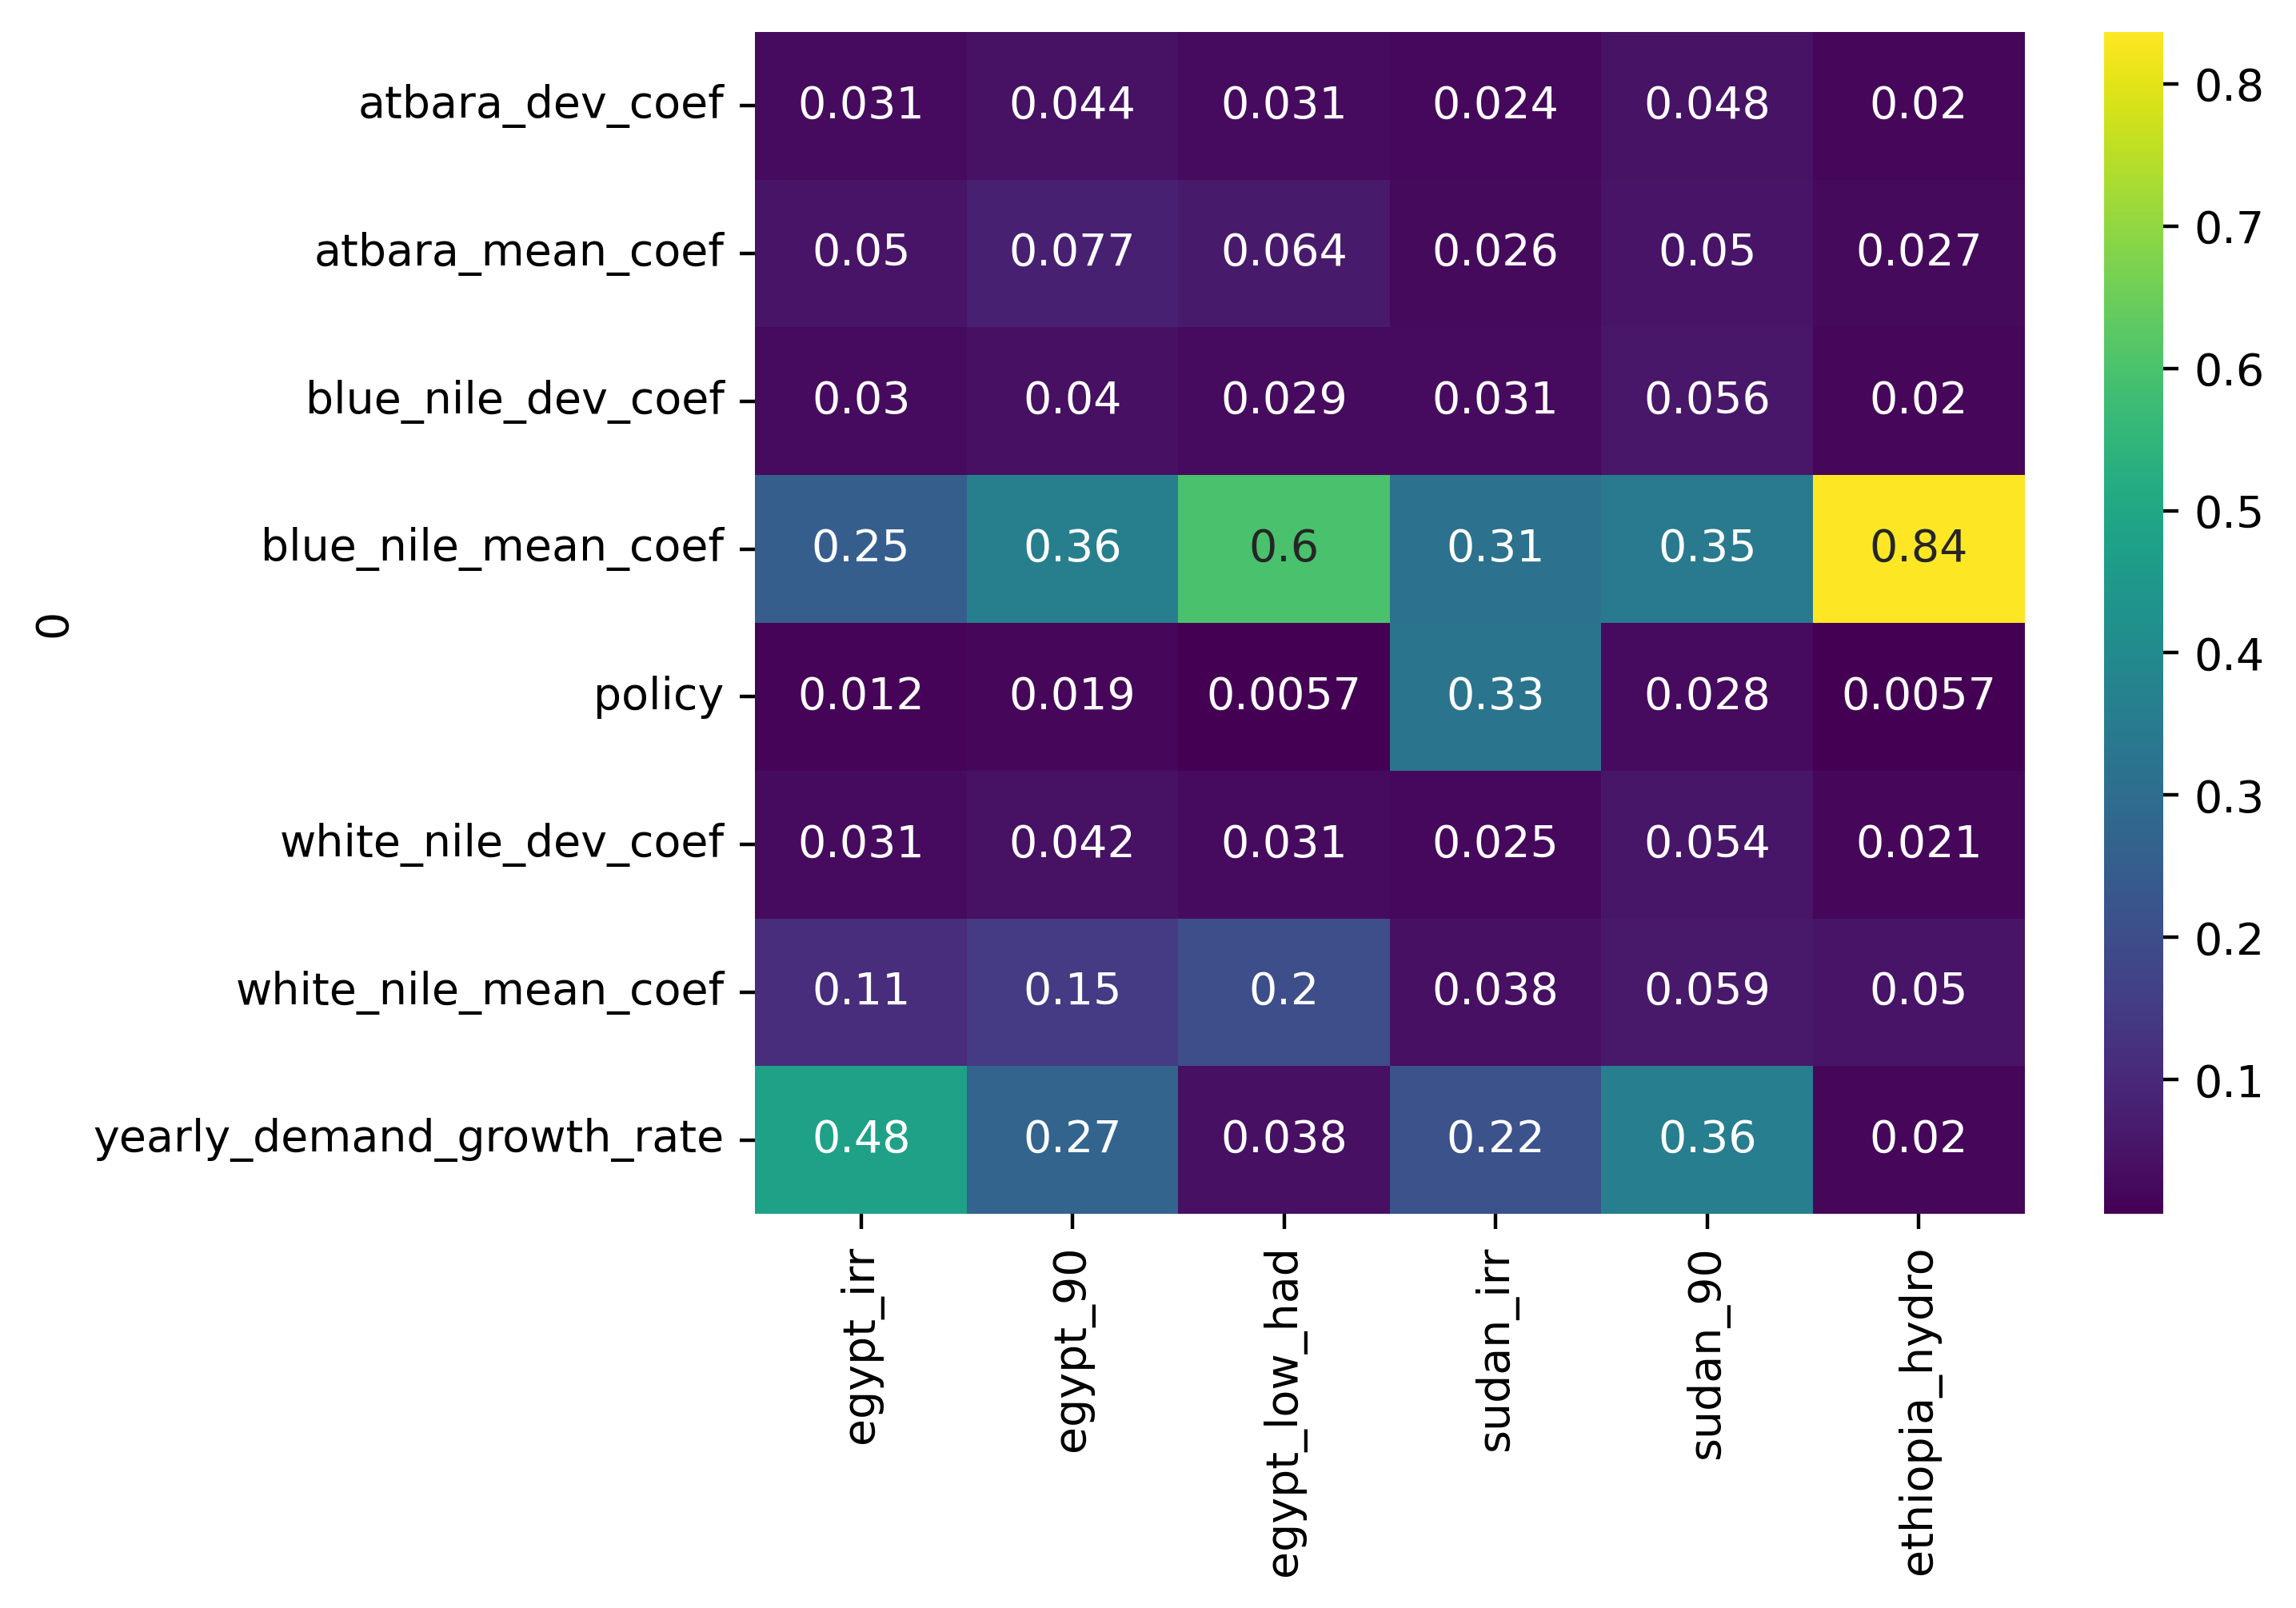 atbara_dev_coef 0.031 0.044 0.031 0.024 0.048 0.02
atbara_mean_coef 0.05 0.077 0.064 0.026 0.05 0.027
blue_nile_dev_coef 0.03 0.04 0.029 0.031 0.056 0.02
blue_nile_mean_coef 0.25 0.36 0.6 0.31 0.35 0.84
policy 0.012 0.019 0.0057 0.33 0.028 0.0057
white_nile_dev_coef 0.031 0.042 0.031 0.025 0.054 0.021
white_nile_mean_coef 0.11 0.15 0.2 0.038 0.059 0.05
yearly_demand_growth_rate 0.48 0.27 0.038 0.22 0.36 0.02
0
egypt_irr
egypt_90
egypt_low_had
sudan_irr
sudan_90
ethiopia_hydro
0.8
0.7
0.6
0.5
0.4
0.3
0.2
0.1